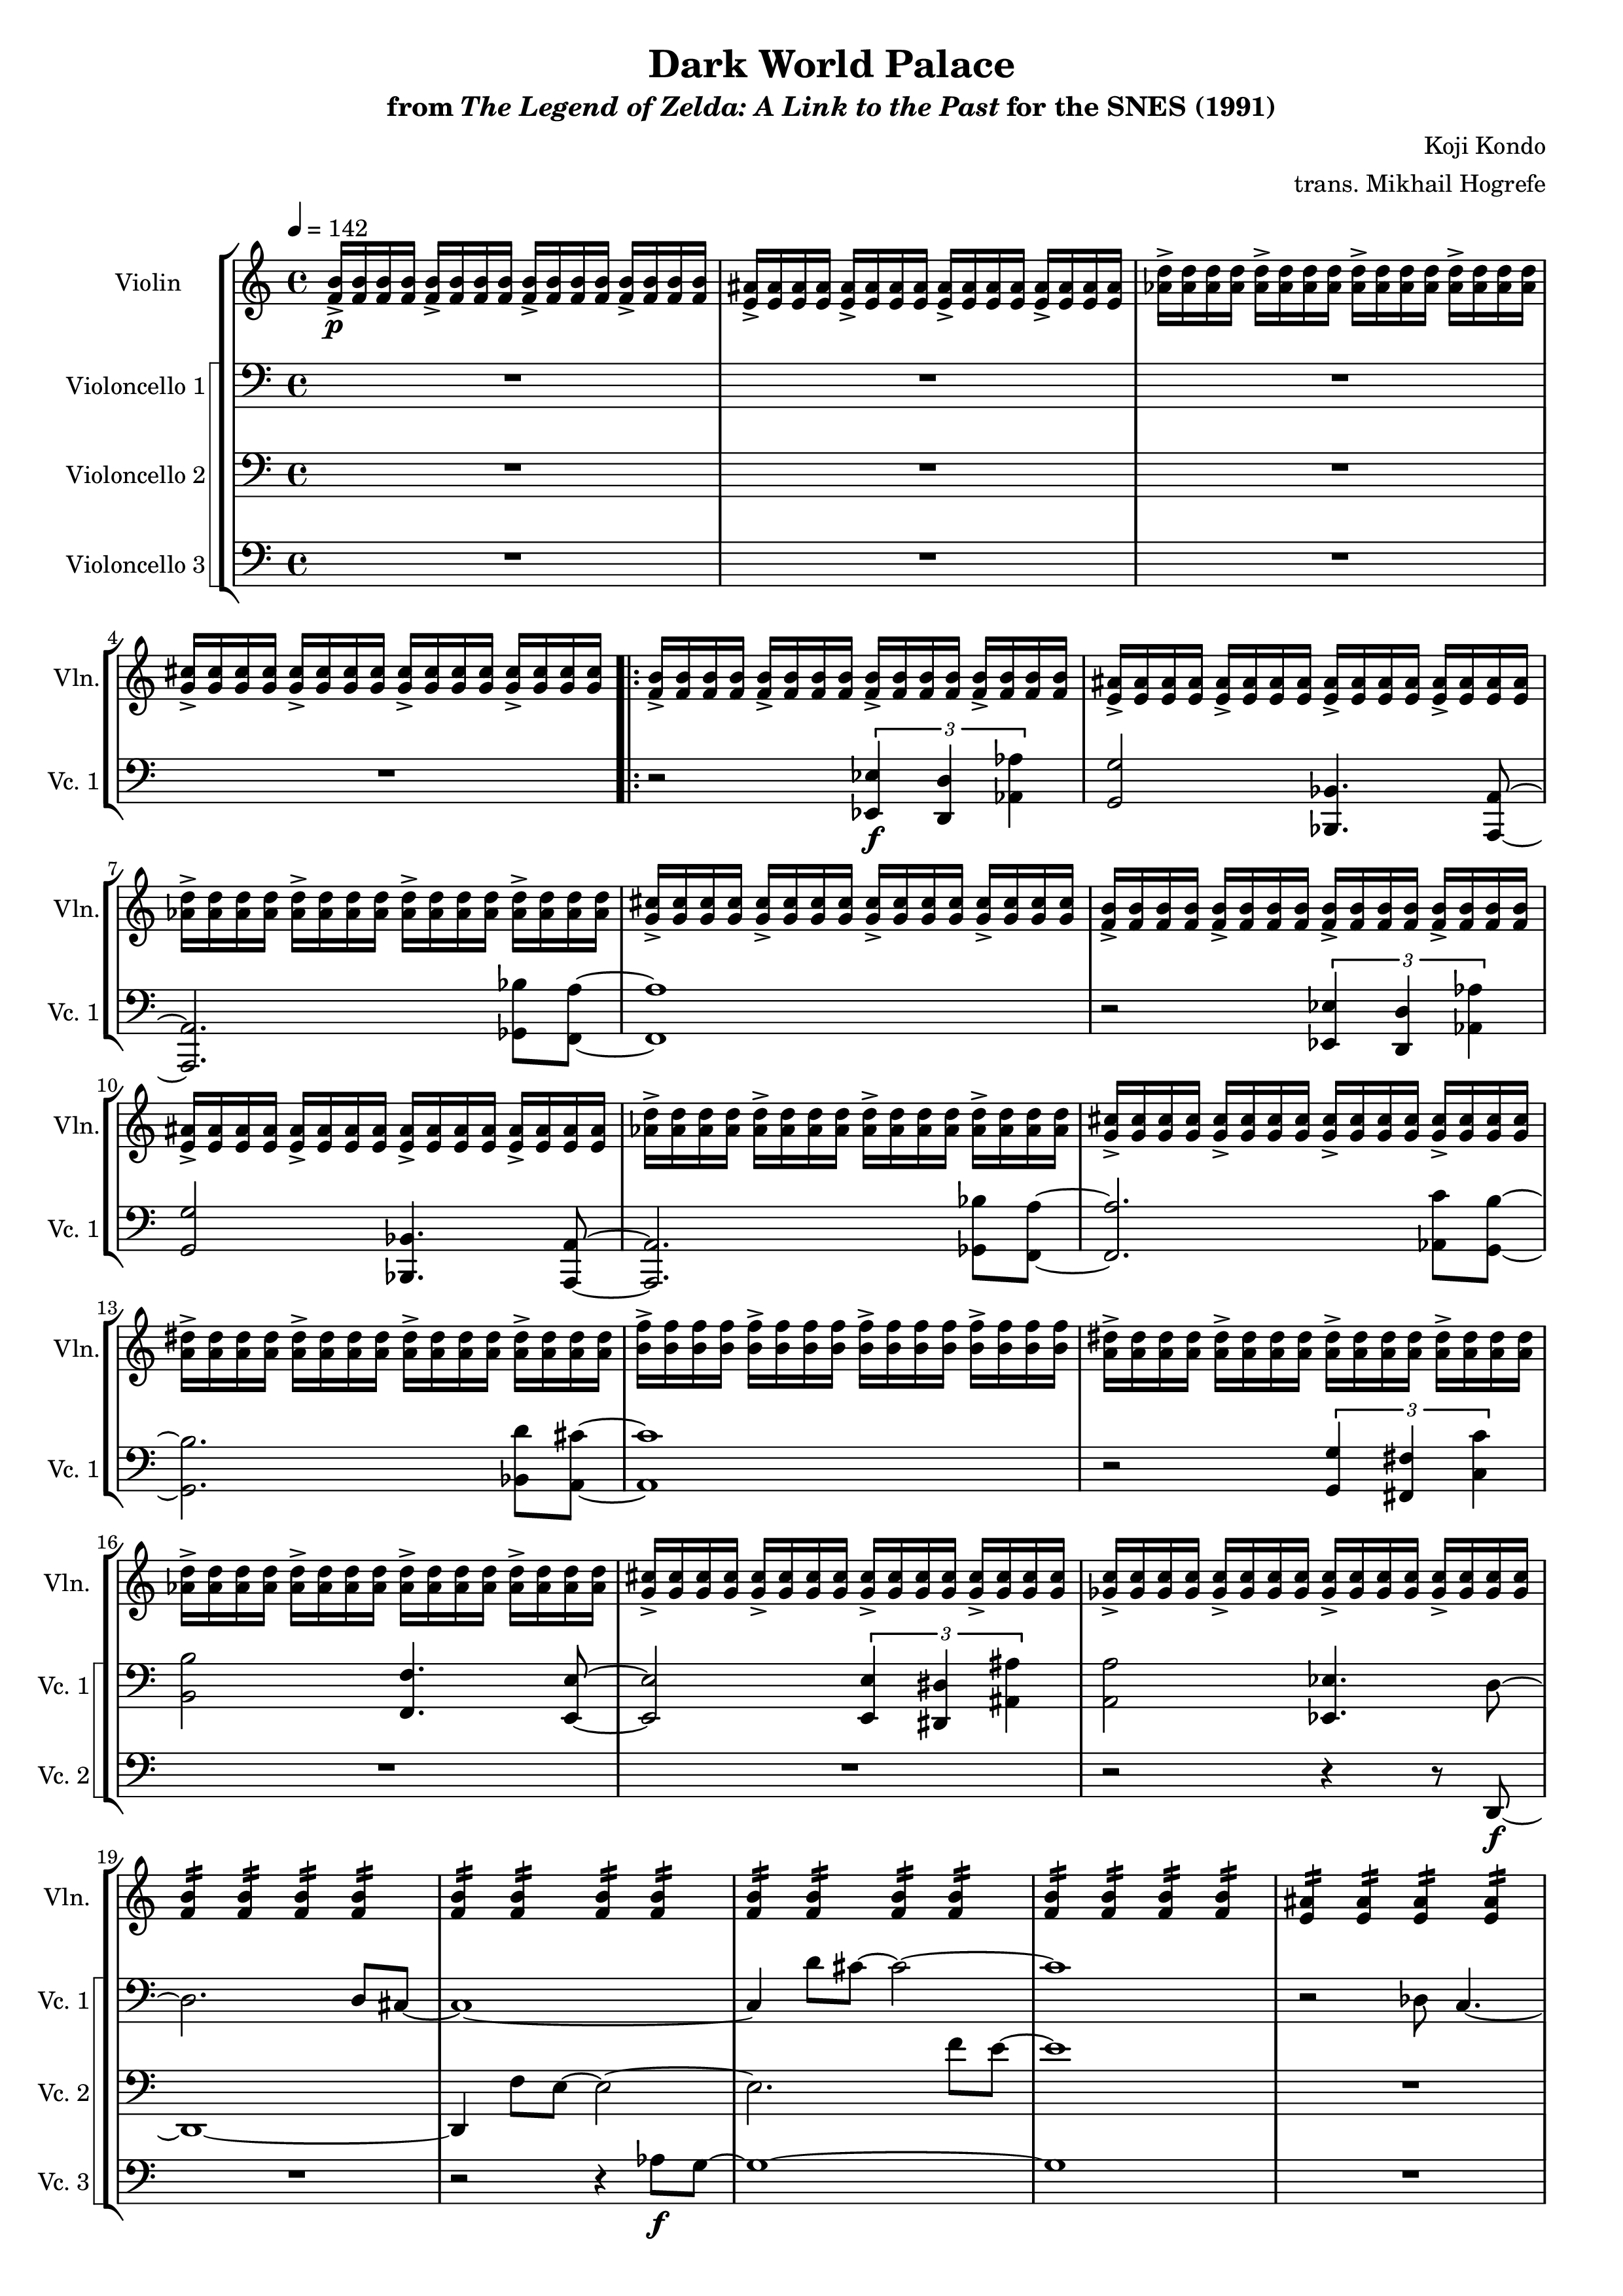 Dark World Palace
from The Legend of Zelda: A Link to the Past for the SNES (1991)
Koji Kondo
trans. Mikhail Hogrefe
= 142
Violin
p
Violoncello 1
Violoncello 2
Violoncello 3
4
Vln.
3
Vc. 1
f
7
Vln.
3
Vc. 1
10
Vln.
Vc. 1
13
Vln.
3
Vc. 1
16
Vln.
3
Vc. 1
Vc. 2
f
19
Vln.
Vc. 1
Vc. 2
Vc. 3
f